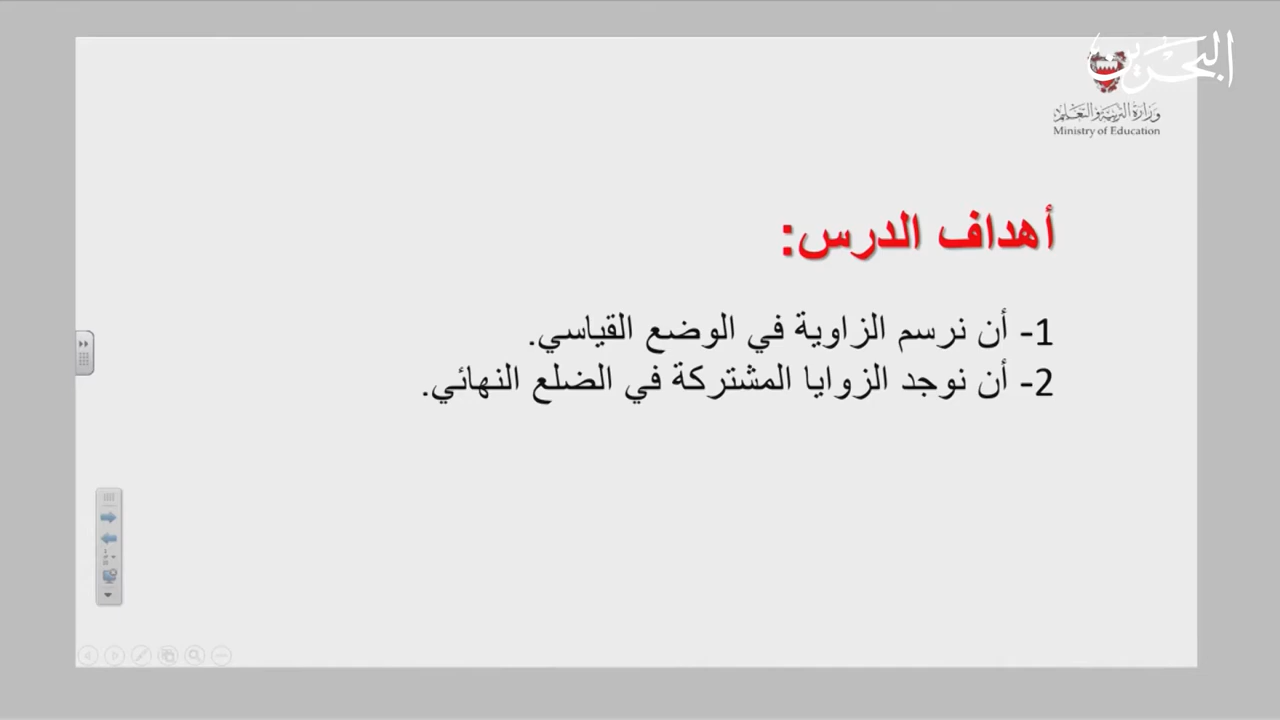 البحرين
وزارة التربية والتعليم
Ministry of Education
أهداف الدرس:
1- أن نرسم الزاوية في الوضع القياسي.
2- أن نوجد الزوايا المشتركة في الضلع النهائي.